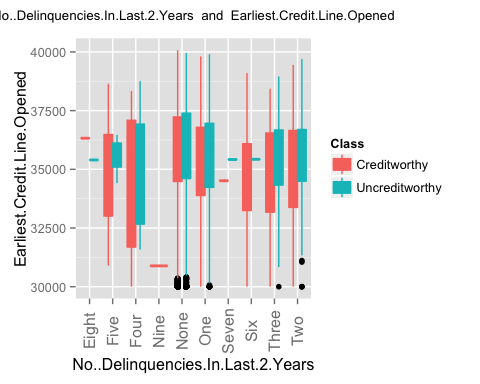 No..Delinquencies.In.Last.2.Years and Earliest.Credit.Line.Opened
40000
37500
35000
32500
30000
Earliest.Credit.Line.Opened
Eight
Five
Four
Nine
None
One
Seven
Six
Three
Two
No..Delinquencies.In.Last.2.Years
Class
Creditworthy
Uncreditworthy